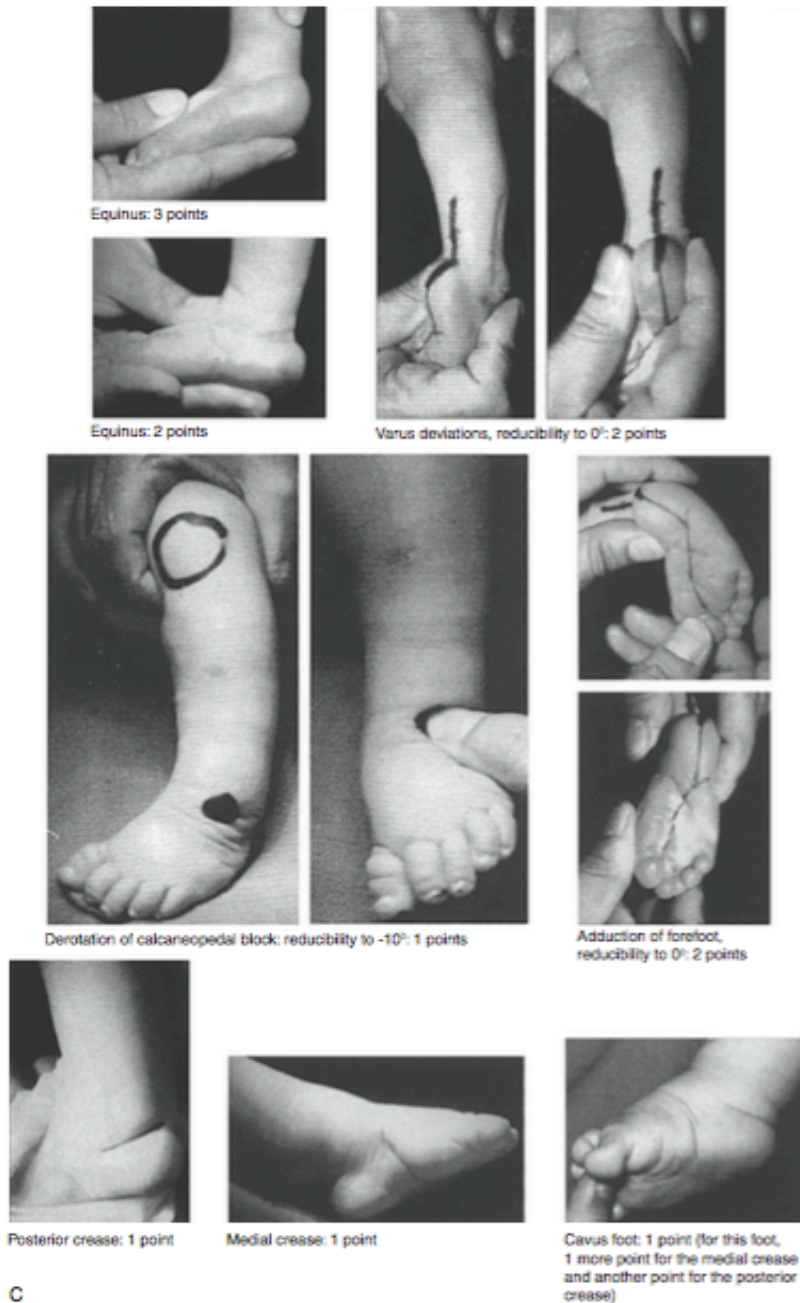 Equinus: 3 points
Equinus: 2 points
Varus deviations, reducibility to 0°: 2 points
Derotation of calcaneopedal block: reducibility to -10°: 1 points
Adduction of forefoot,
reducibility to 0°: 2 points
Posterior crease: 1 point
Medial crease: 1 point
Cavus foot: 1 point (for this foot,
1 more point for the medial crease
and another point for the posterior
crease)
C